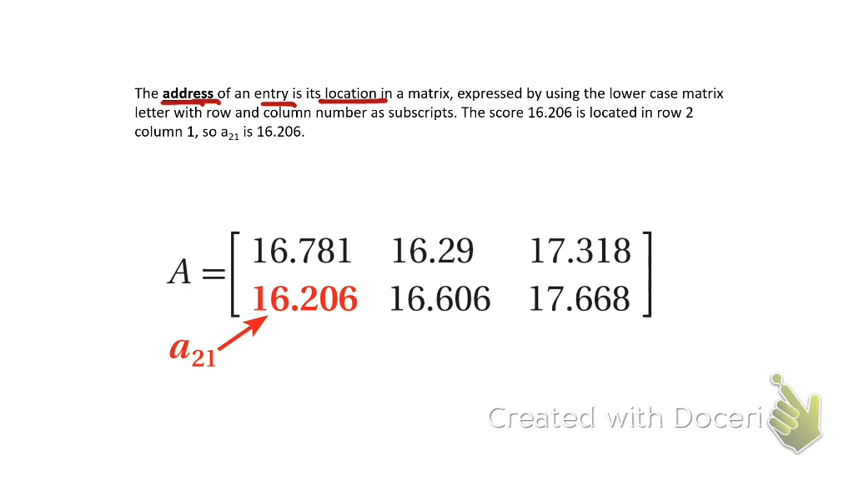 The address of an entry is its location in a matrix, expressed by using the lower case matrix
letter with row and column number as subscripts. The score 16.206 is located in row 2
column 1, so a21 is 16.206.
16.781 16.29 17.318
A =
16.206 16.606 17.668
a21
Created with Doceri